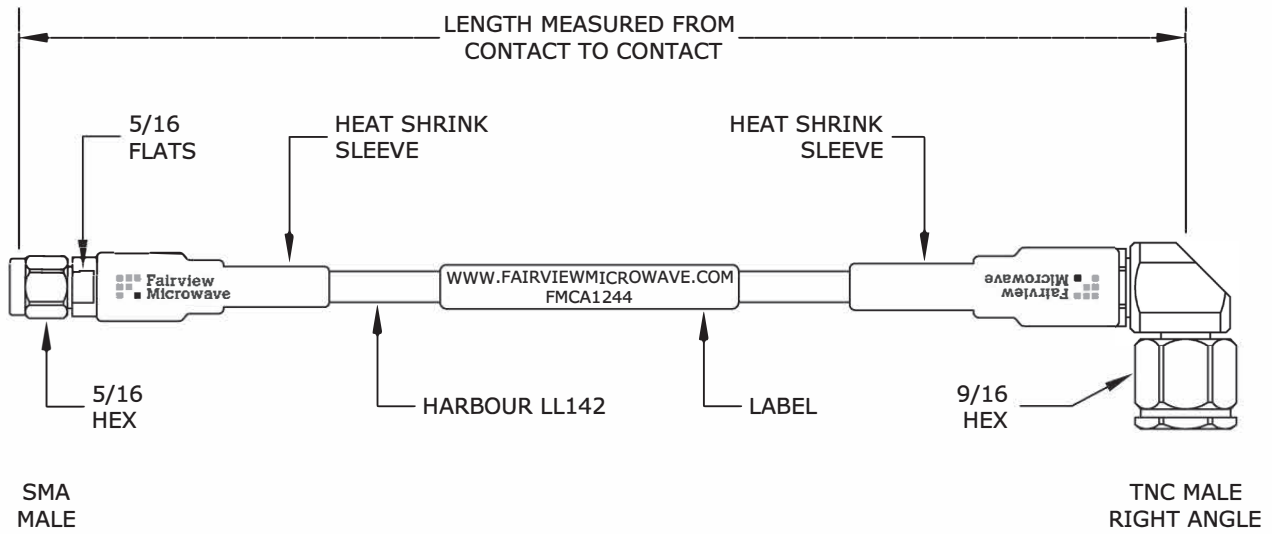 LENGTH MEASURED FROM
CONTACT TO CONTACT
5/16
FLATS
HEAT SHRINK
SLEEVE
HEAT SHRINK
SLEEVE
Fairview
Microwave
WWW.FAIRVIEWMICROWAVE.COM
FMCA1244
Fairview
Microwave
5/16
HEX
HARBOUR LL142
LABEL
9/16
HEX
SMA
MALE
TNC MALE
RIGHT ANGLE